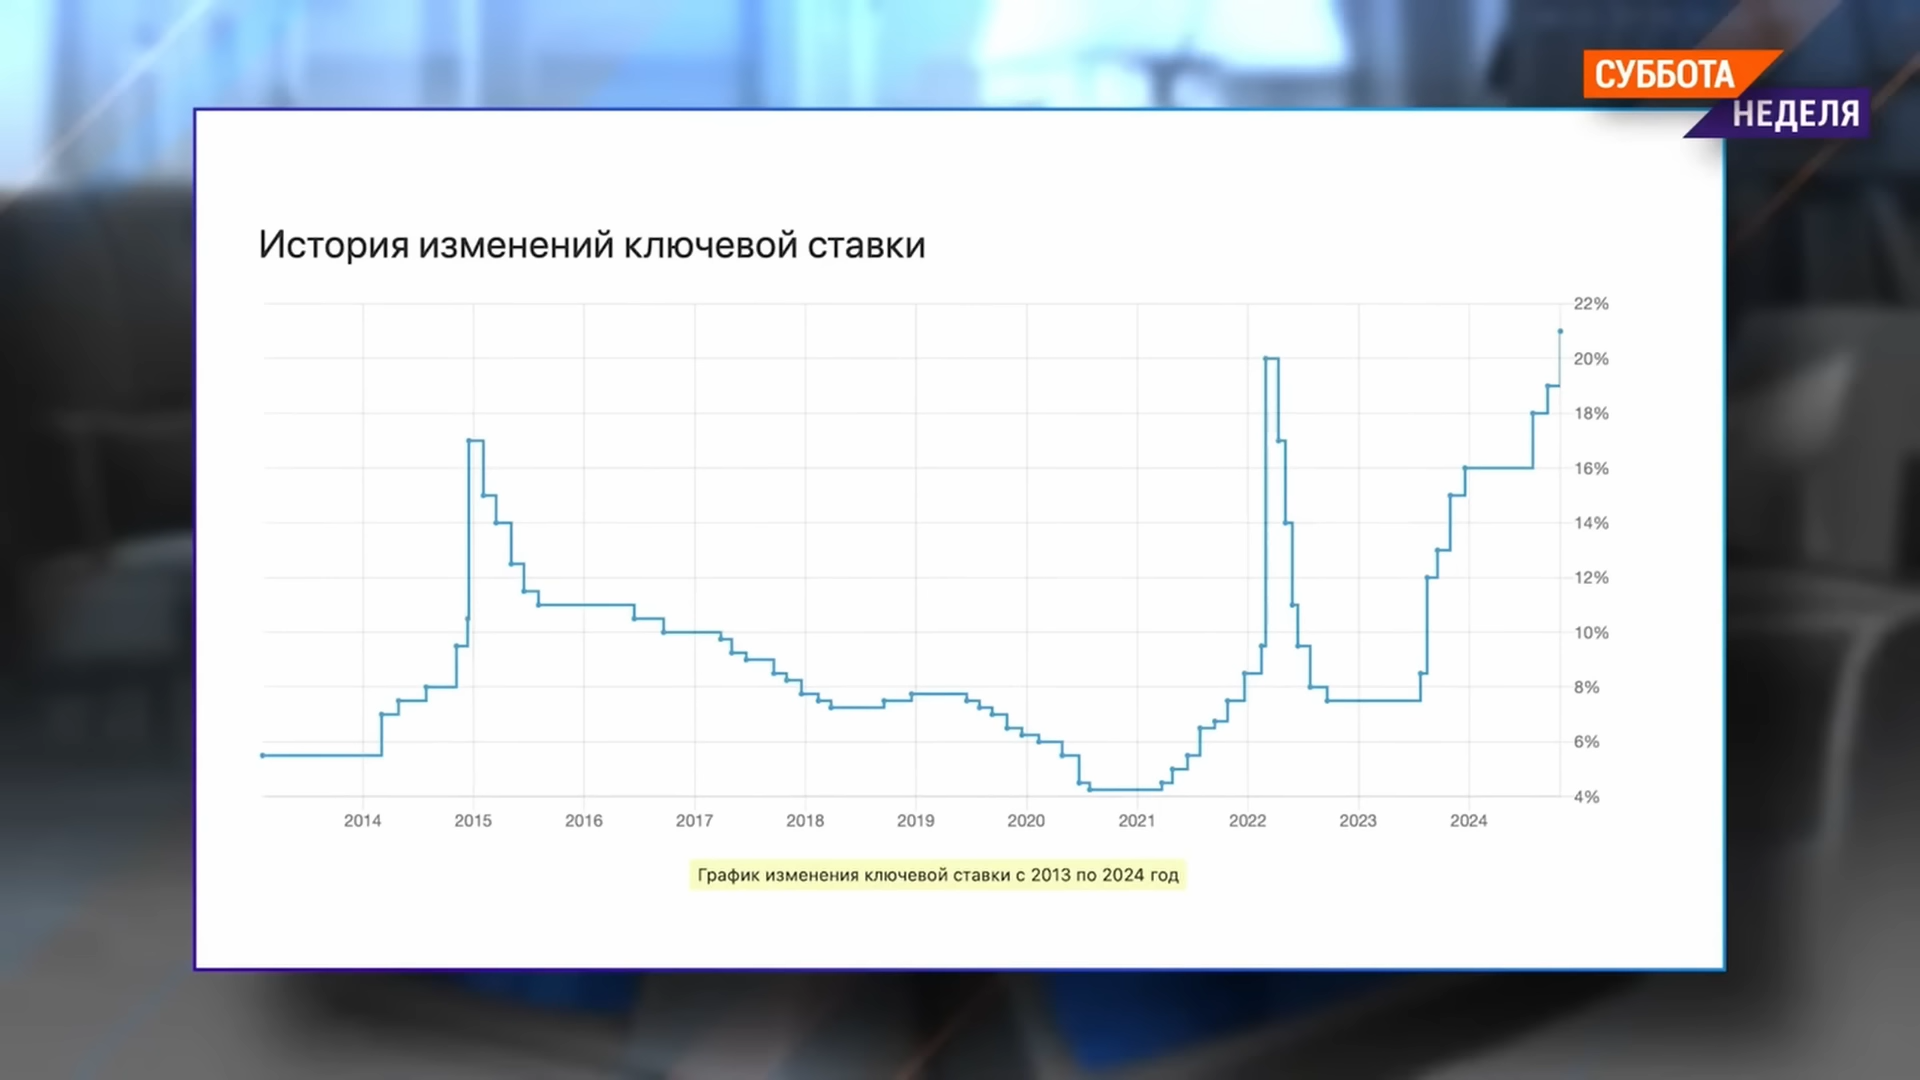 СУББОТА
НЕДЕЛЯ
История изменений ключевой ставки
22%
20%
18%
16%
14%
12%
10%
8%
6%
4%
2014 2015 2016 2017 2018 2019 2020 2021 2022 2023 2024
График изменения ключевой ставки с 2013 по 2024 год